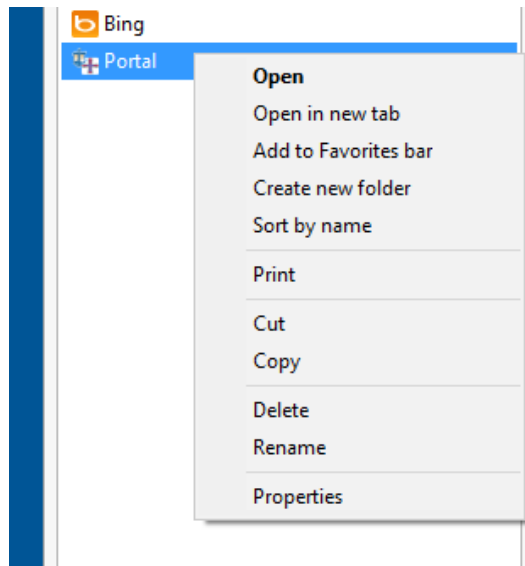 Bing
Portal
Open
Open in new tab
Add to Favorites bar
Create new folder
Sort by name
Print
Cut
Copy
Delete
Rename
Properties